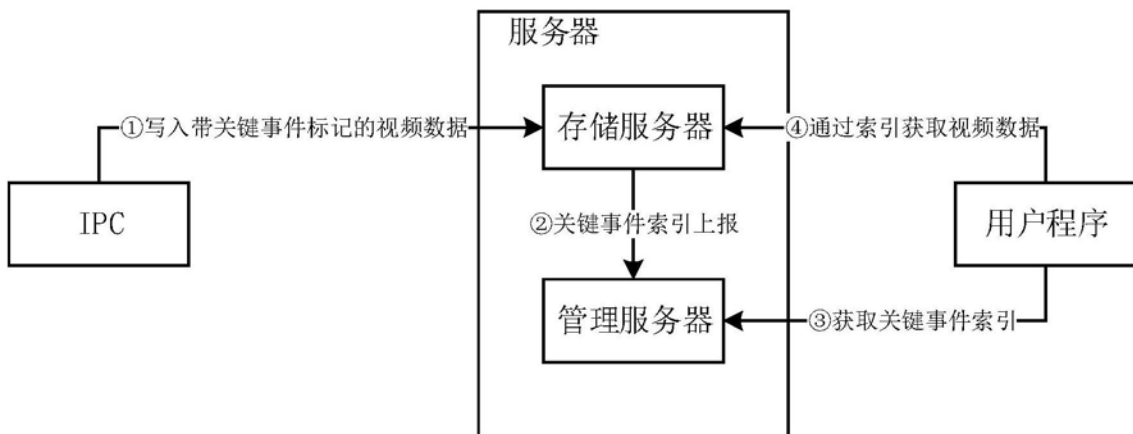 服务器
①写入带关键事件标记的视频数据
存储服务器
④通过索引获取视频数据
IPC
②关键事件索引上报
用户程序
管理服务器
③获取关键事件索引